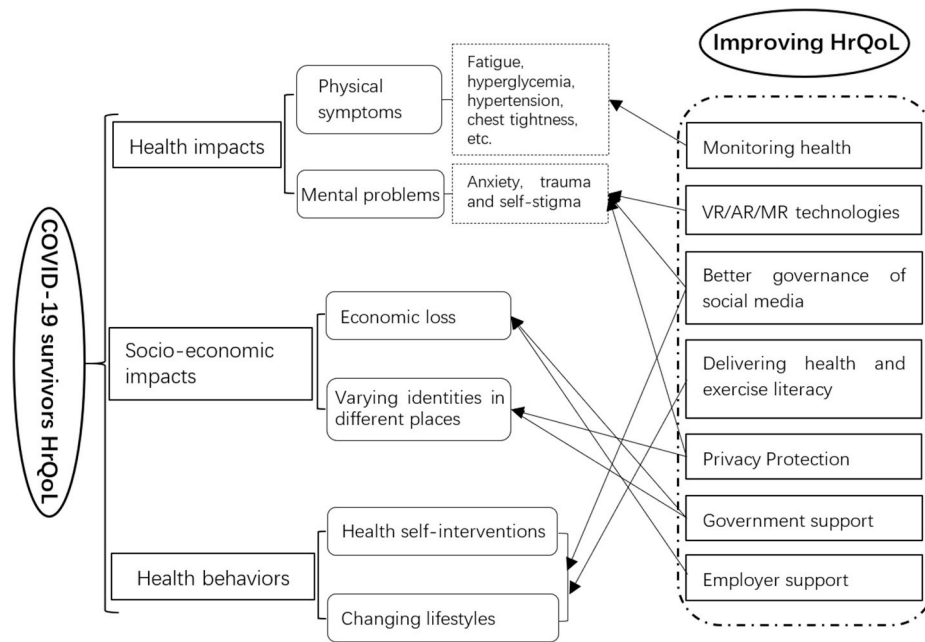 COVID-19 survivors HrQoL
Health impacts
Physical
symptoms
Fatigue,
hyperglycemia,
hypertension,
chest tightness,
etc.
Mental problems
Anxiety, trauma
and self-stigma
Socio-economic
impacts
Economic loss
Varying identities in
different places
Health behaviors
Health self-interventions
Changing lifestyles
Improving HrQoL
Monitoring health
VR/AR/MR technologies
Better governance of
social media
Delivering health and
exercise literacy
Privacy Protection
Government support
Employer support